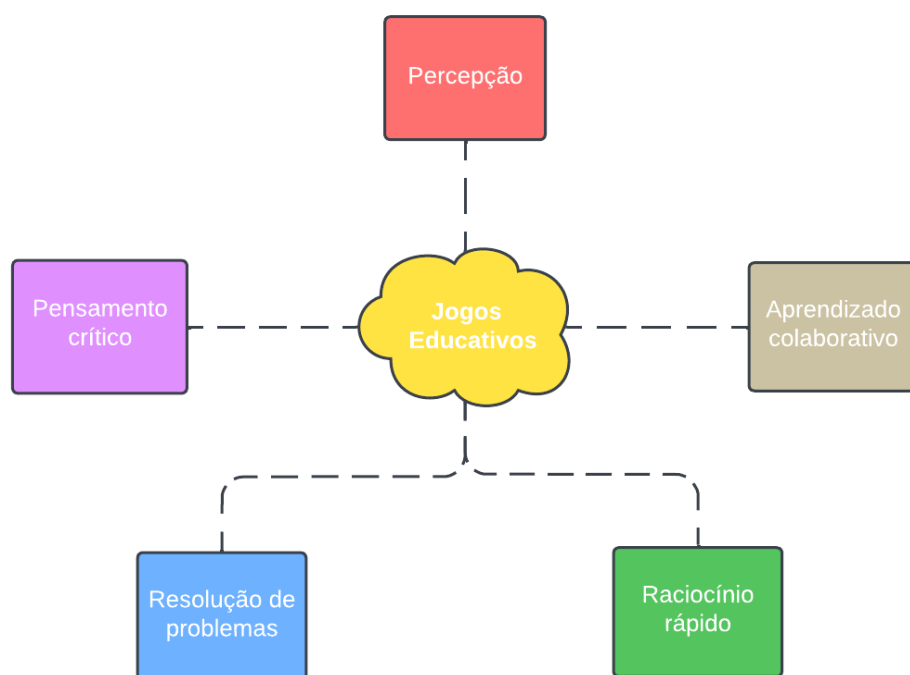 Percepção
Pensamento
crítico
Jogos
Educativos
Aprendizado
colaborativo
Resolução de
problemas
Raciocínio
rápido